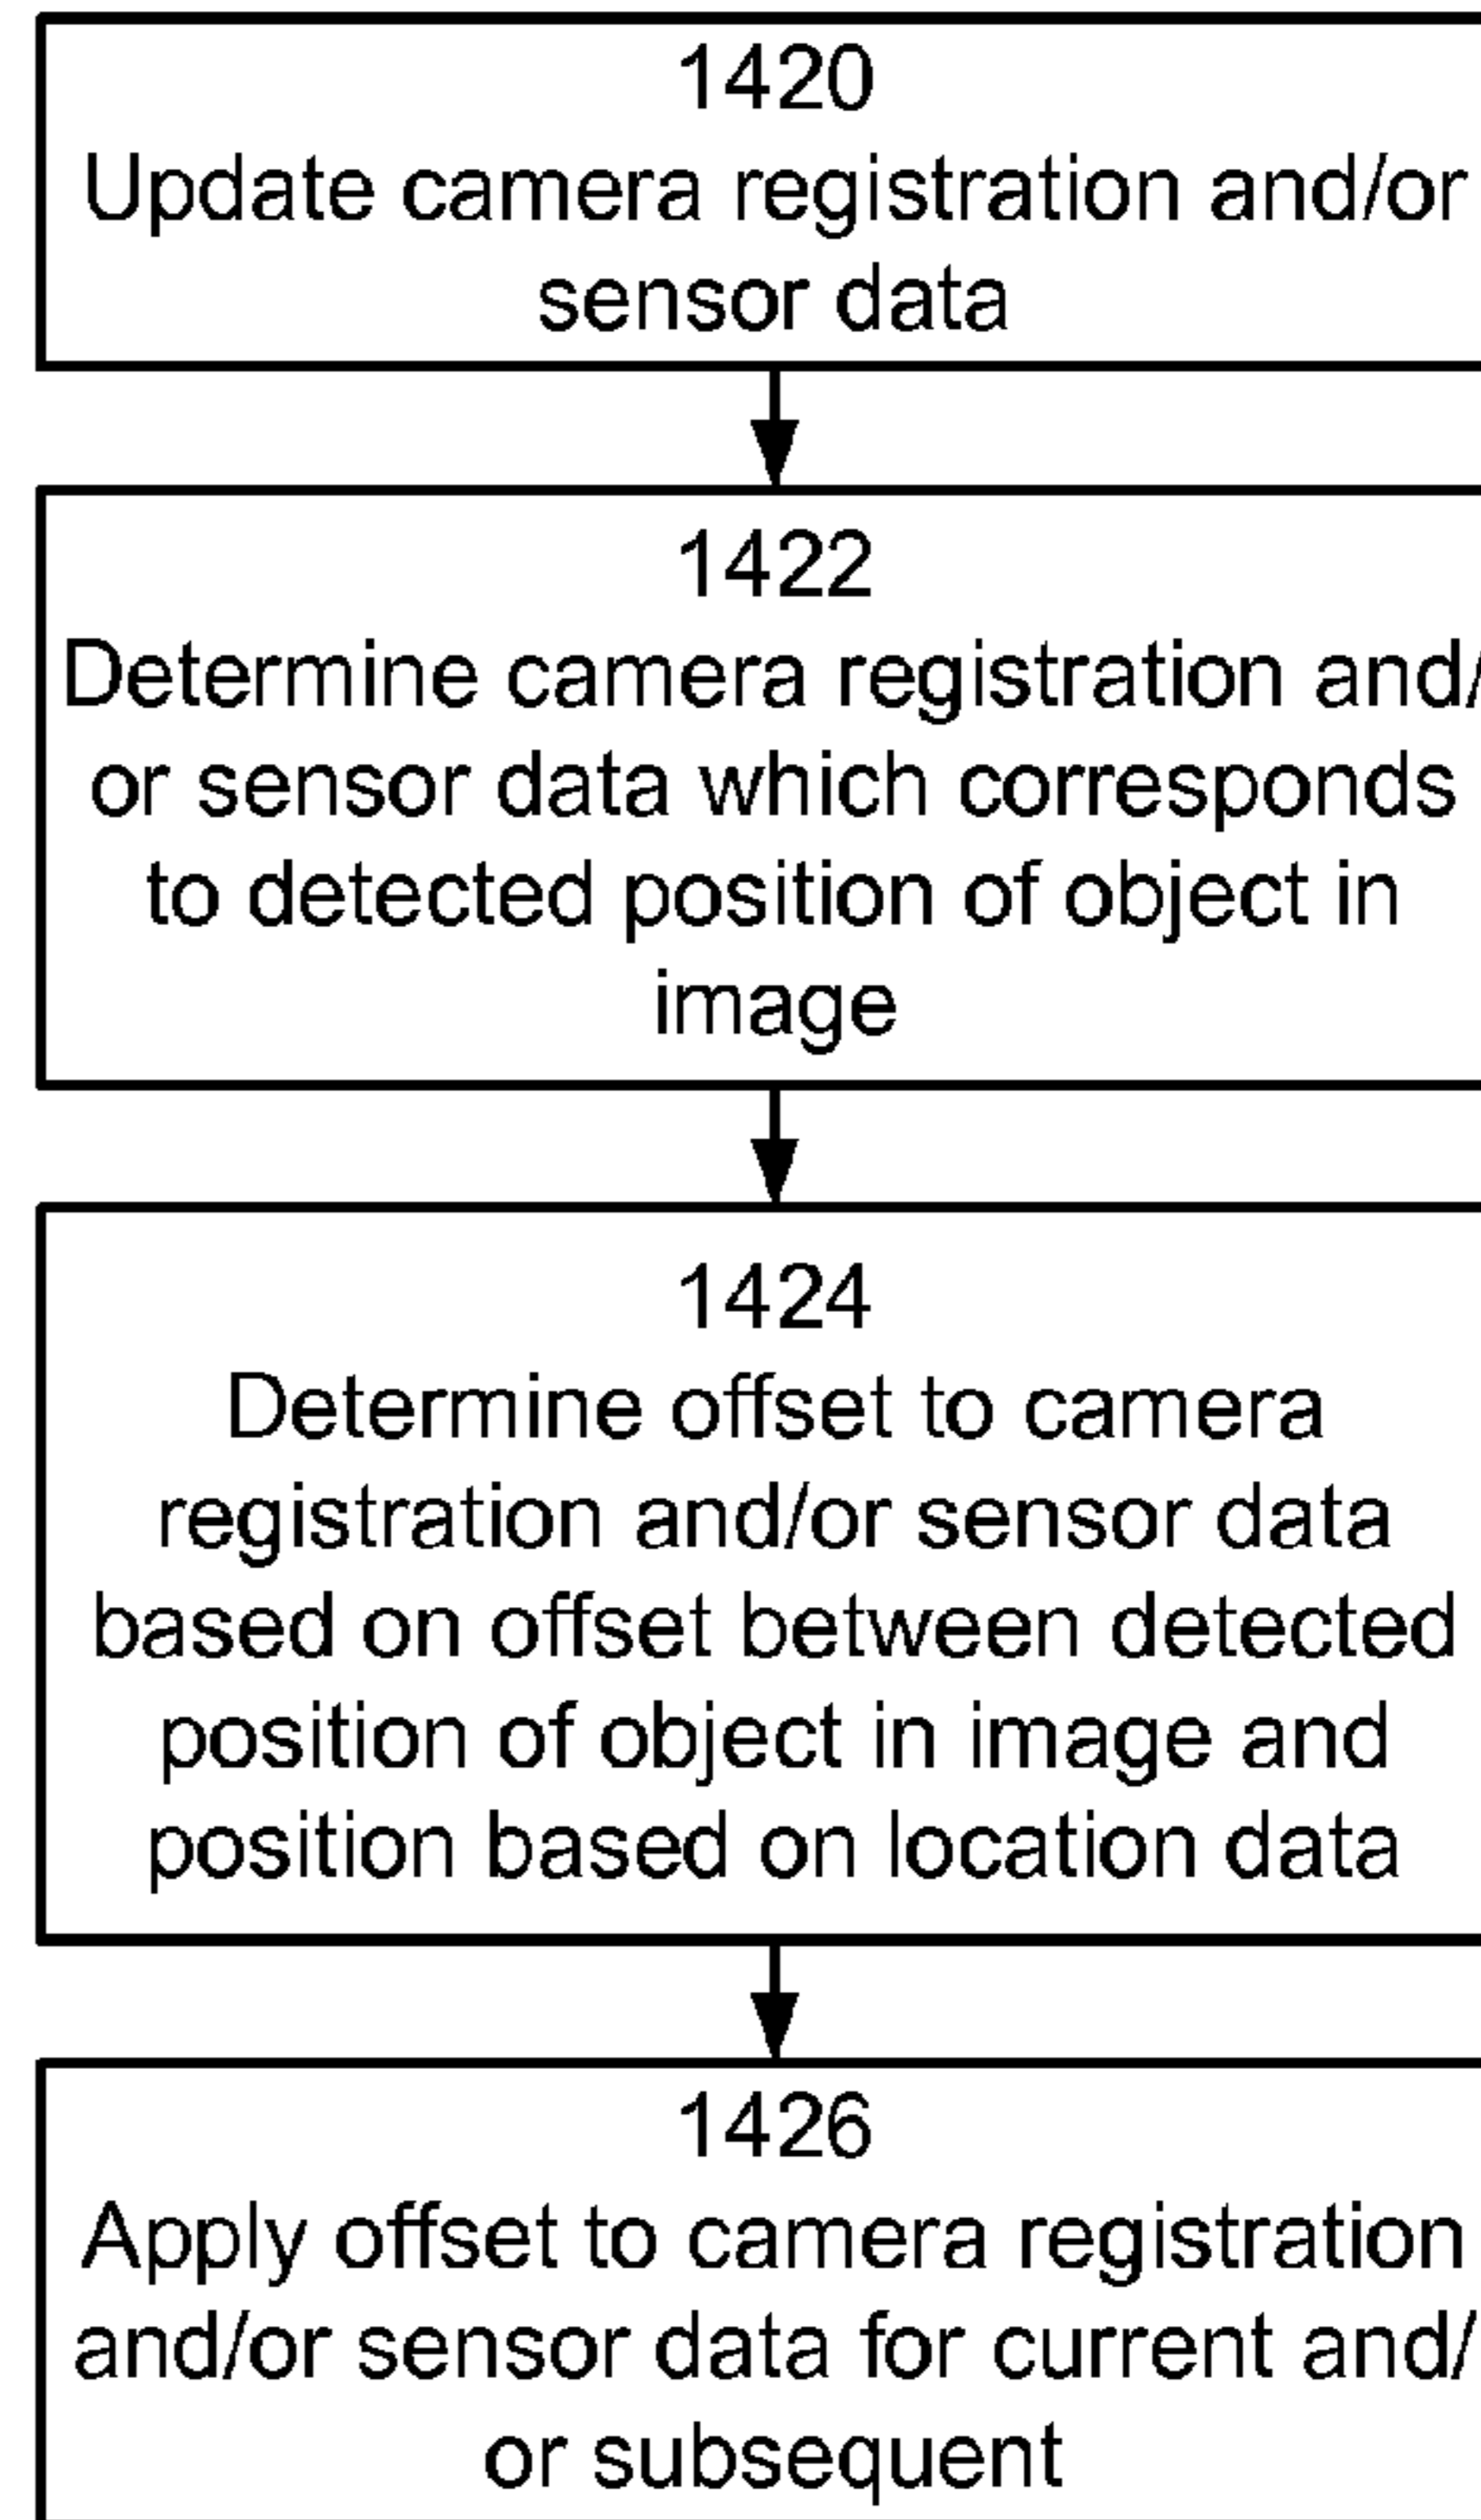 1420
Update camera registration and/or
sensor data
1422
Determine camera registration and/
or sensor data which corresponds
to detected position of object in
image
1424
Determine offset to camera
registration and/or sensor data
based on offset between detected
position of object in image and
position based on location data
1426
Apply offset to camera registration
and/or sensor data for current and/
or subsequent